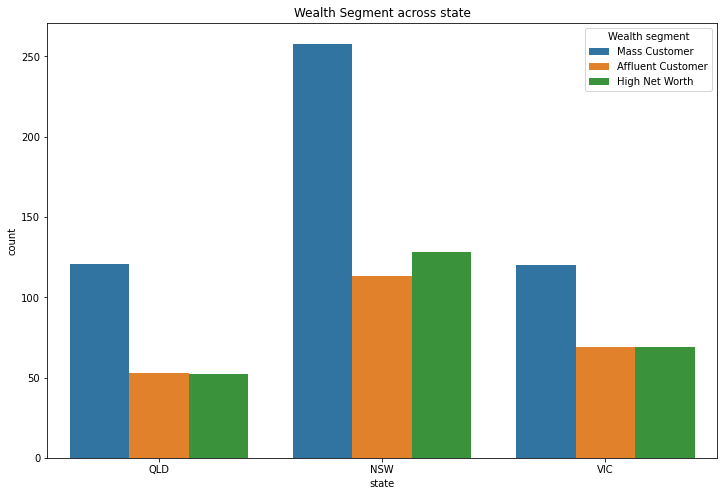 Wealth Segment across state
Wealth segment
Mass Customer
Affluent Customer
High Net Worth
250
200
150
100
50
0
count
QLD
NSW
VIC
state